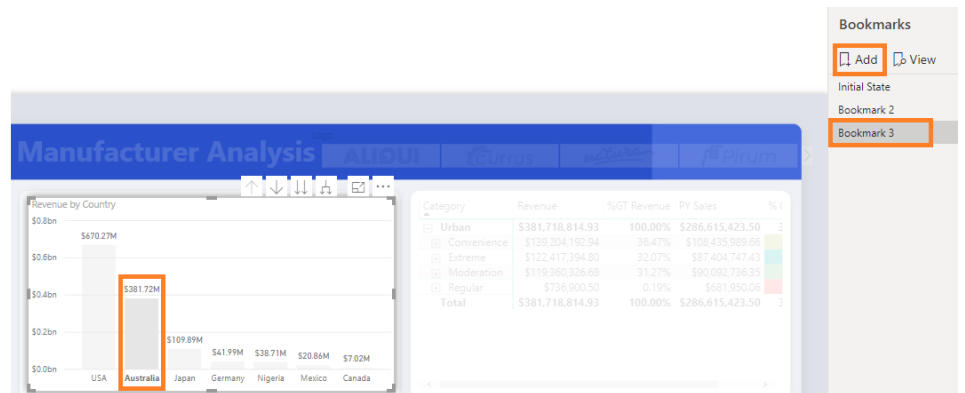 Bookmarks
Add View
Initial State
Bookmark 2
Bookmark 3
Manufacturer Analysis
ALIQUI Currus natura Pirum
Revenue by Country
$0.8bn
$0.6bn
$0.4bn
$0.2bn
$0.0bn
$670.27M
$381.72M
$109.89M
$41.99M
$38.71M
$20.86M
$7.02M
USA Australia Japan Germany Nigeria Mexico Canada
Category Revenue %GT Revenue PY Sales
Urban $381,718,814.93 100.00% $286,615,423.50
Convenience $139,204,192.94 36.47% $108,435,989.66
Extreme $122,417,394.80 32.07% $87,404,747.43
Moderation $119,360,326.68 31.27% $90,092,736.35
Regular $736,900.50 0.19% $681,950.06
Total $381,718,814.93 100.00% $286,615,423.50